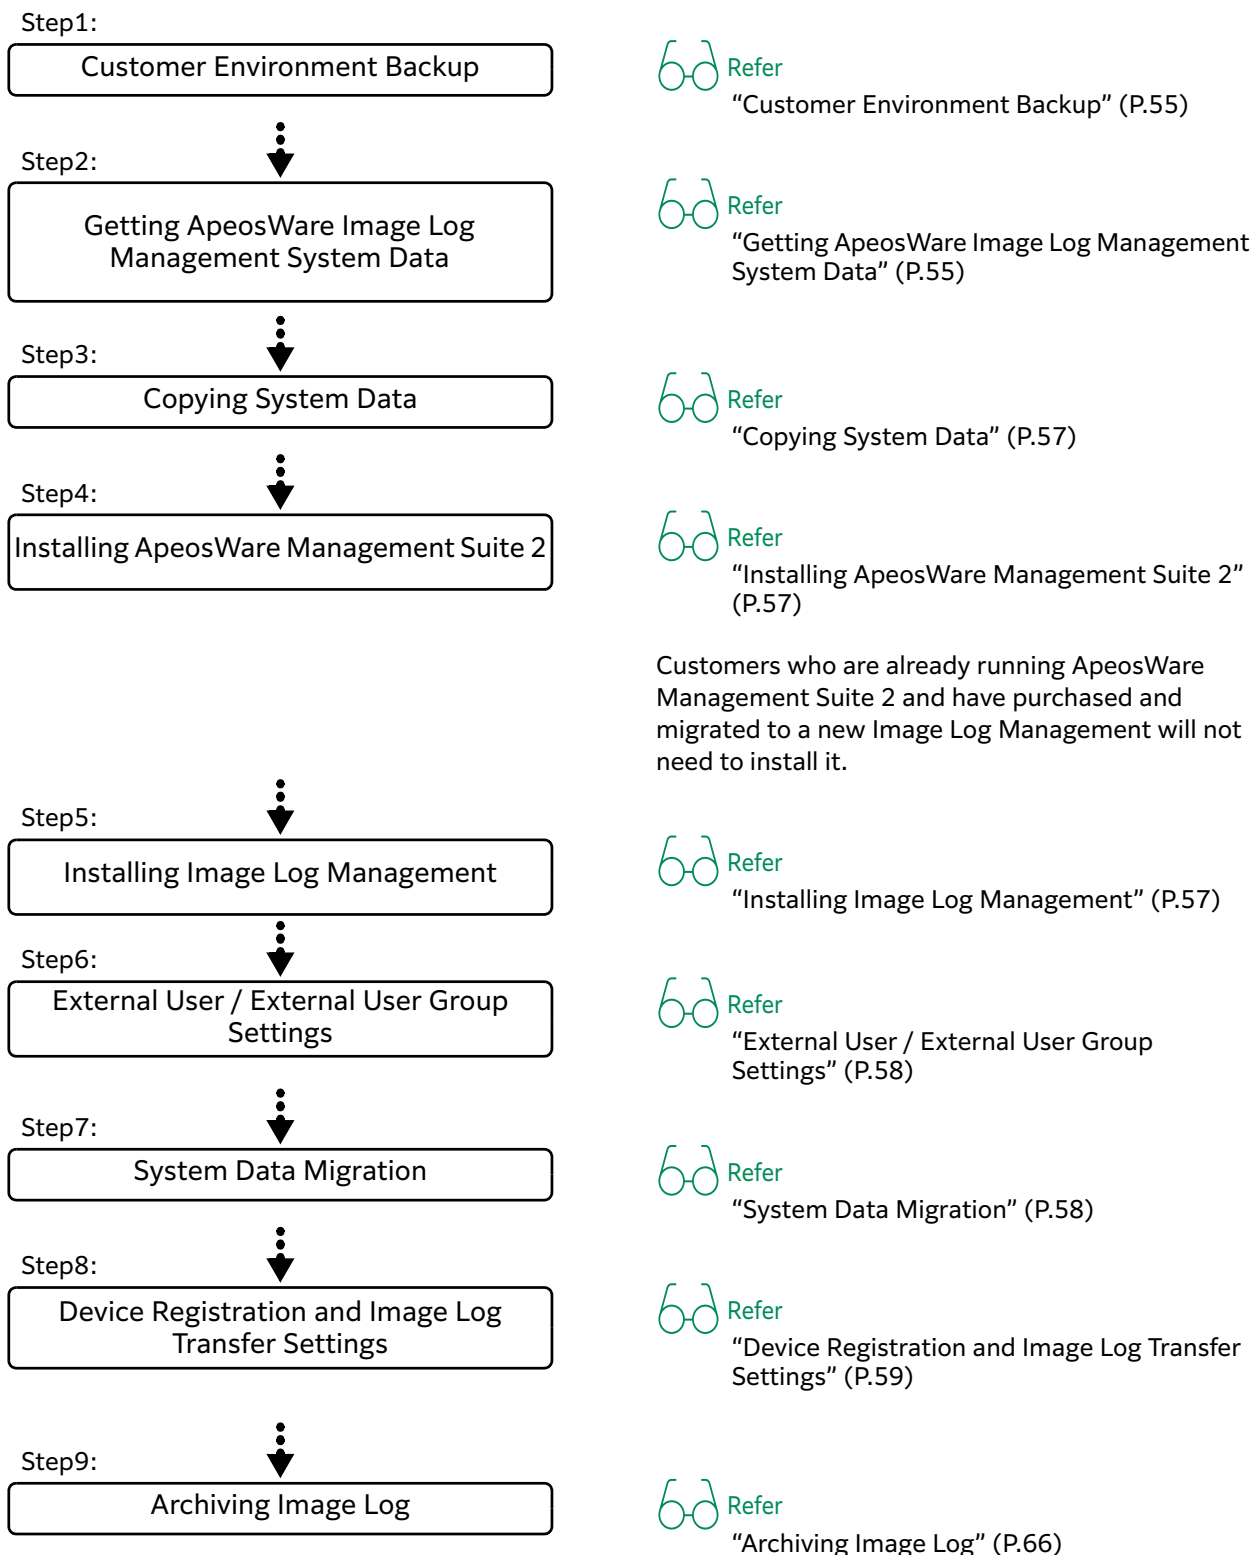 Step1:
Customer Environment Backup
Refer
“Customer Environment Backup” (P.55)
Step2:
Getting ApeosWare Image Log
Management System Data
Refer
“Getting ApeosWare Image Log Management
System Data” (P.55)
Step3:
Copying System Data
Refer
“Copying System Data” (P.57)
Step4:
Installing ApeosWare Management Suite 2
Refer
“Installing ApeosWare Management Suite 2”
(P.57)
Customers who are already running ApeosWare
Management Suite 2 and have purchased and
migrated to a new Image Log Management will not
need to install it.
Step5:
Installing Image Log Management
Refer
“Installing Image Log Management” (P.57)
Step6:
External User / External User Group
Settings
Refer
“External User / External User Group
Settings” (P.58)
Step7:
System Data Migration
Refer
“System Data Migration” (P.58)
Step8:
Device Registration and Image Log
Transfer Settings
Refer
“Device Registration and Image Log Transfer
Settings” (P.59)
Step9:
Archiving Image Log
Refer
“Archiving Image Log” (P.66)